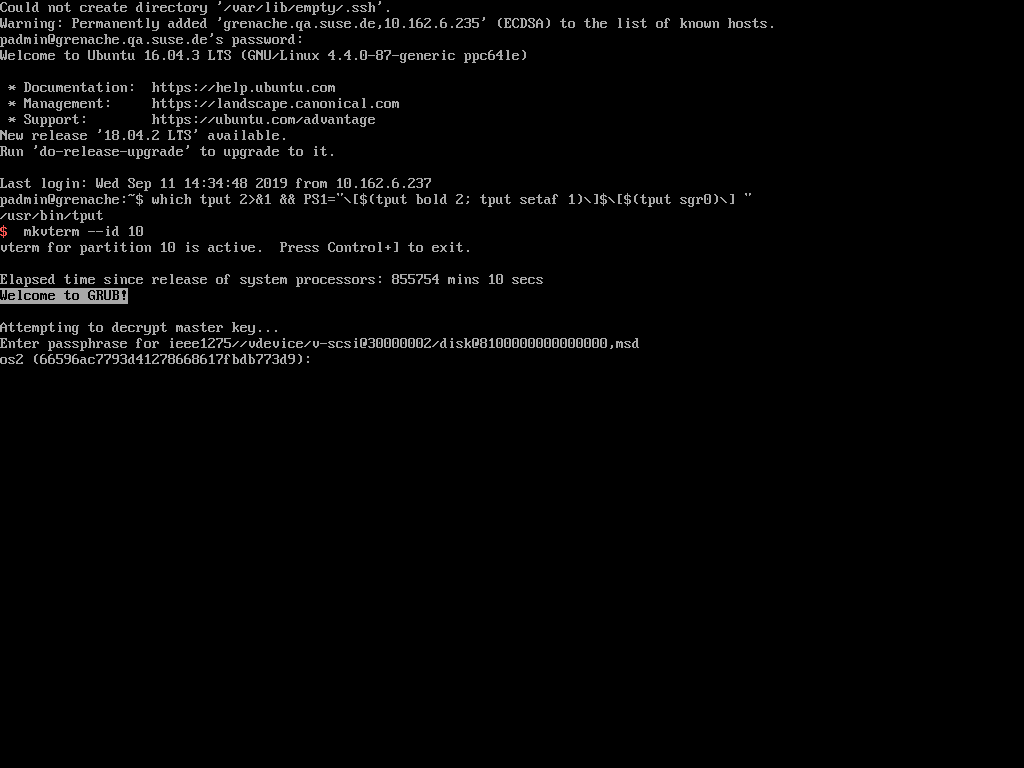 Could not create directory '/var/lib/empty/.ssh'.
Warning: Permanently added 'grenache.qa.suse.de,10.162.6.235' (ECDSA) to the list of known hosts.
padmin@grenache.qa.suse.de's password:
Welcome to Ubuntu 16.04.3 LTS (GNU/Linux 4.4.0-87-generic ppc64le)
* Documentation:  https://help.ubuntu.com
* Management:     https://landscape.canonical.com
* Support:        https://ubuntu.com/advantage
New release '18.04.2 LTS' available.
Run 'do-release-upgrade' to upgrade to it.
Last login: Wed Sep 11 14:34:48 2019 from 10.162.6.237
padmin@grenache:~$ which tput 2>&1 && PS1="\[$(tput bold 2; tput setaf 1)\]$\[$(tput sgr0)\] "
/usr/bin/tput
$  mkvterm --id 10
vterm for partition 10 is active.  Press Control+] to exit.
Elapsed time since release of system processors: 855754 mins 10 secs
Welcome to GRUB!
Attempting to decrypt master key...
Enter passphrase for ieee1275//vdevice/v-scsi@30000002/disk@8100000000000000,msd
os2 (66596ac7793d41278668617fbdb773d9):